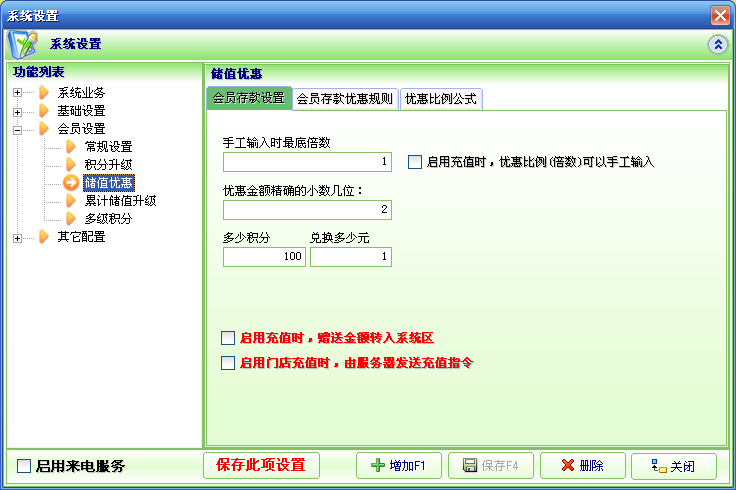 系统设置
系统设置
功能列表
系统业务
基础设置
会员设置
常规设置
积分升级
储值优惠
累计储值升级
多级积分
其它配置
储值优惠
会员存款设置 会员存款优惠规则 优惠比例公式
手工输入时最底倍数
1 启用充值时，优惠比例(倍数)可以手工输入
优惠金额精确的小数几位：
2
多少积分 兑换多少元
100 1
启用充值时，赠送金额转入系统区
启用门店充值时，由服务器发送充值指令
启用来电服务 保存此项设置 增加F1 保存F4 删除 关闭